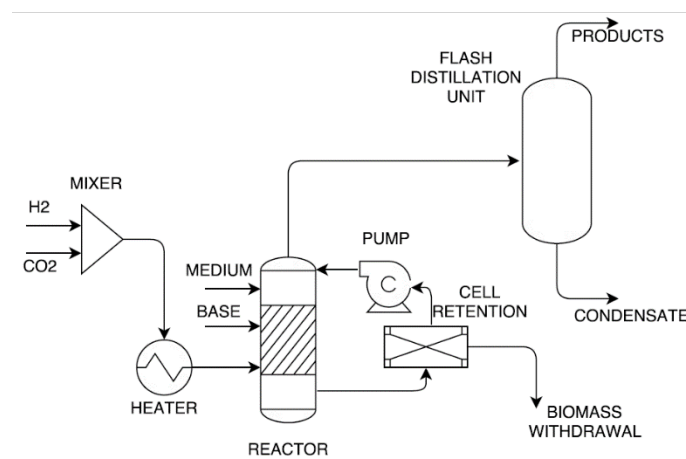 PRODUCTS
FLASH
DISTILLATION
UNIT
MIXER
H2
CO2
PUMP
MEDIUM
BASE
C
CELL
RETENTION
CONDENSATE
HEATER
BIOMASS
WITHDRAWAL
REACTOR